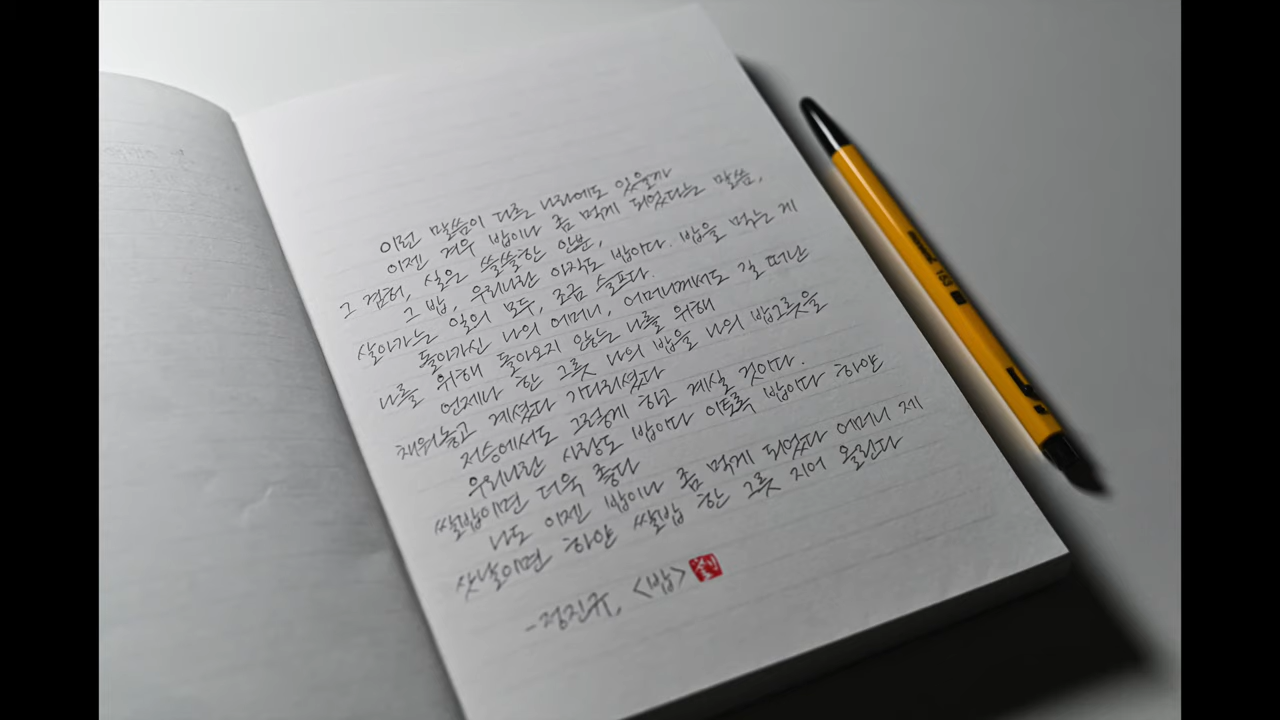 이런 말씀이 다른 나라에도 있을까
이젠 겨우 밥이나 좀 먹게 되었다는 말씀,
그 겸허, 실은 쓸쓸한 안분,
그 밥, 우리나란 아직도 밥이다. 밥을 먹는 게
살아가는 일의 모두, 조금 슬프다.
돌아가신 나의 어머니, 어머니께서도 길 떠난
나를 위해 돌아오지 않는 나를 위해
언제나 한 그릇 나의 밥을 나의 밥그릇을
채워놓고 계셨다 기다리셨다
저승에서도 그렇게 하고 계실 것이다.
우리나란 사랑도 밥이다 이토록 밥이다 하얀
쌀밥이면 더욱 좋다
나도 이젠 밥이나 좀 먹게 되었다 어머니 제
삿날이면 하얀 쌀밥 한 그릇 지어 올린다
-정진규, <밥>
153